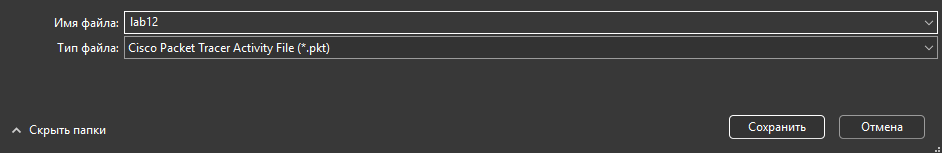 Имя файла: lab12
Тип файла: Cisco Packet Tracer Activity File (*.pkt)
Скрыть папки Сохранить Отмена